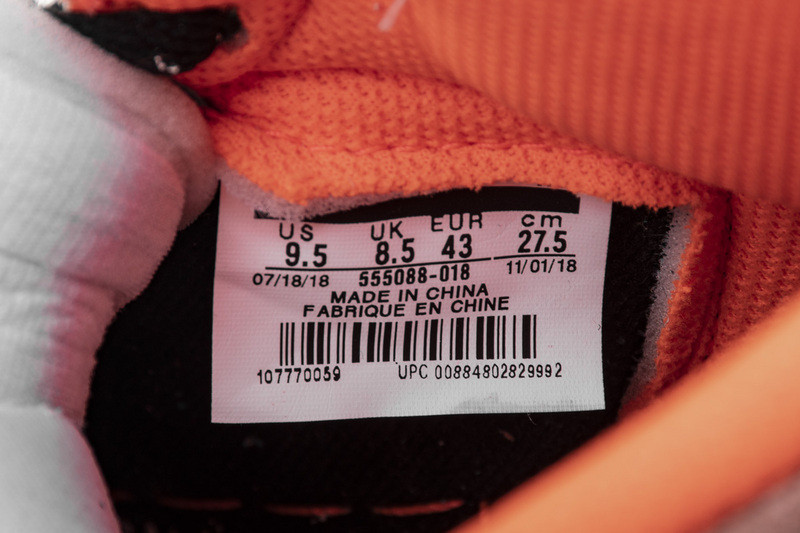 US UK EUR cm
9.5 8.5 43 27.5
07/18/18 555088-018 11/01/18
MADE IN CHINA
FABRIQUE EN CHINE
107770059 UPC 00884802829992